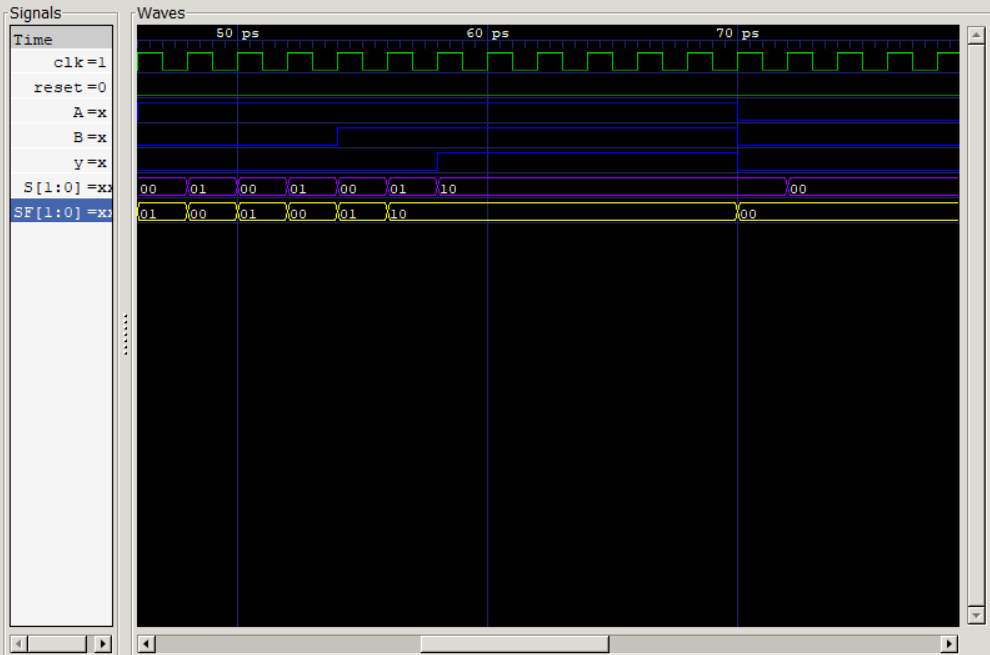 Signals
Waves
Time
50 ps
60 ps
70 ps
clk=1
reset=0
A=x
B=x
y=x
S[1:0]=xx
00 01 00 01 00 01 10 00
SF[1:0]=xx
01 00 01 00 01 10 00